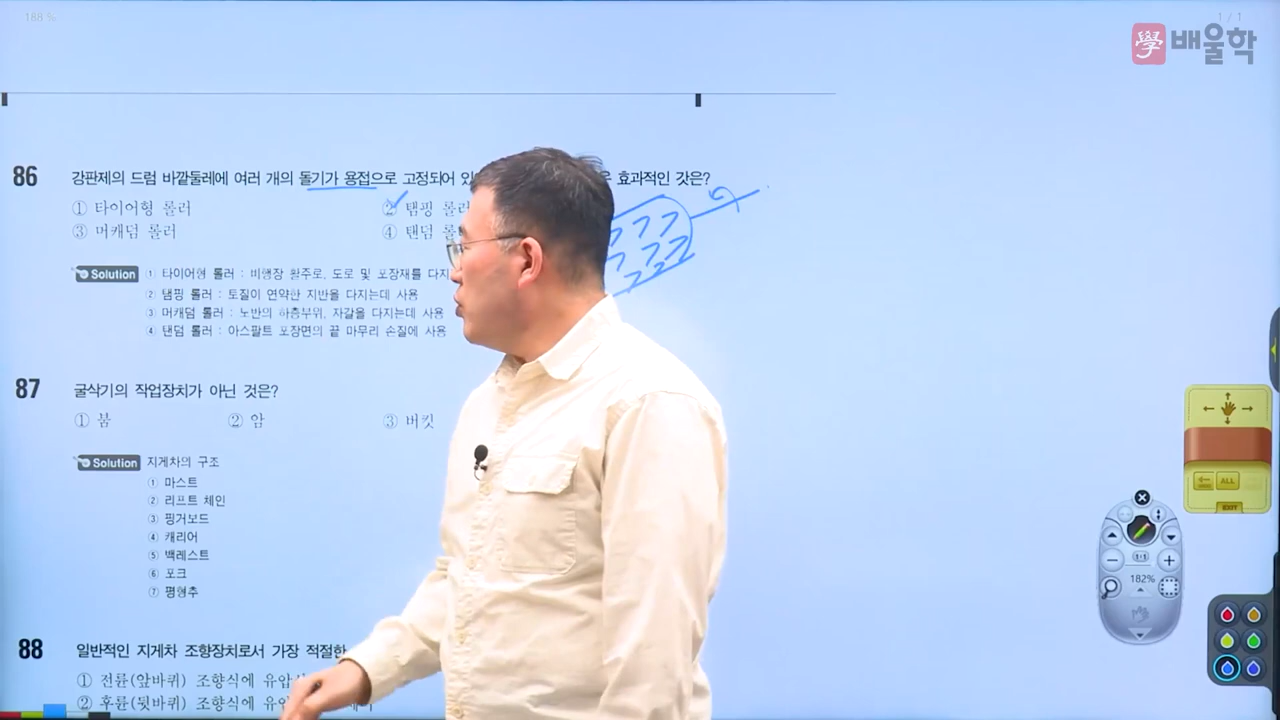 188 %
1 / 1
學 배울학
86 강판제의 드럼 바깥둘레에 여러 개의 돌기가 용접으로 고정되어 효과적인 것은?
① 타이어형 롤러 ② 탬핑
③ 머캐덤 롤러 ④ 탠덤
Solution ① 타이어형 롤러 : 비행장 활주로, 도로 및 포장재를
② 탬핑 롤러 : 토질이 연약한 지반을 다지는데 사용
③ 머캐덤 롤러 : 노반의 하층부위, 자갈을 다지는데 사용
④ 탠덤 롤러 : 아스팔트 포장면의 끝 마무리 손질에 사용
87 굴삭기의 작업장치가 아닌 것은?
① 붐 ② 암 ③ 버킷
Solution 지게차의 구조
① 마스트
② 리프트 체인
③ 핑거보드
④ 캐리어
⑤ 백레스트
⑥ 포크
⑦ 평형추
88 일반적인 지게차 조향장치로서 가장 적절한
① 전륜(앞바퀴) 조향식에
② 후륜(뒷바퀴) 조향식에
ALL
EXIT
1:1
182%